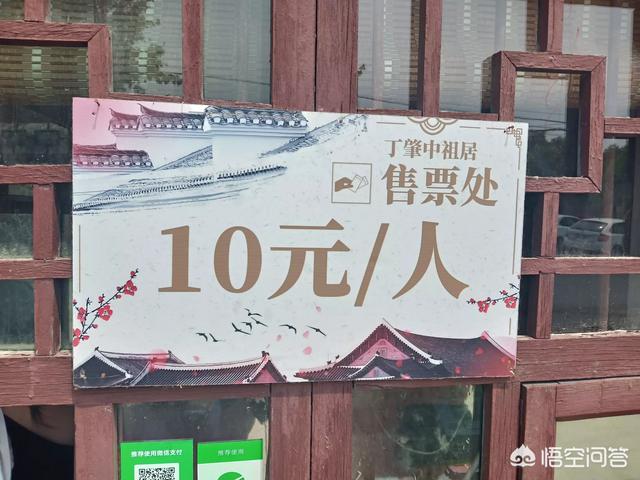 丁肇中祖居
售票处
10元/人
推荐使用微信支付
推荐使用
悟空问答